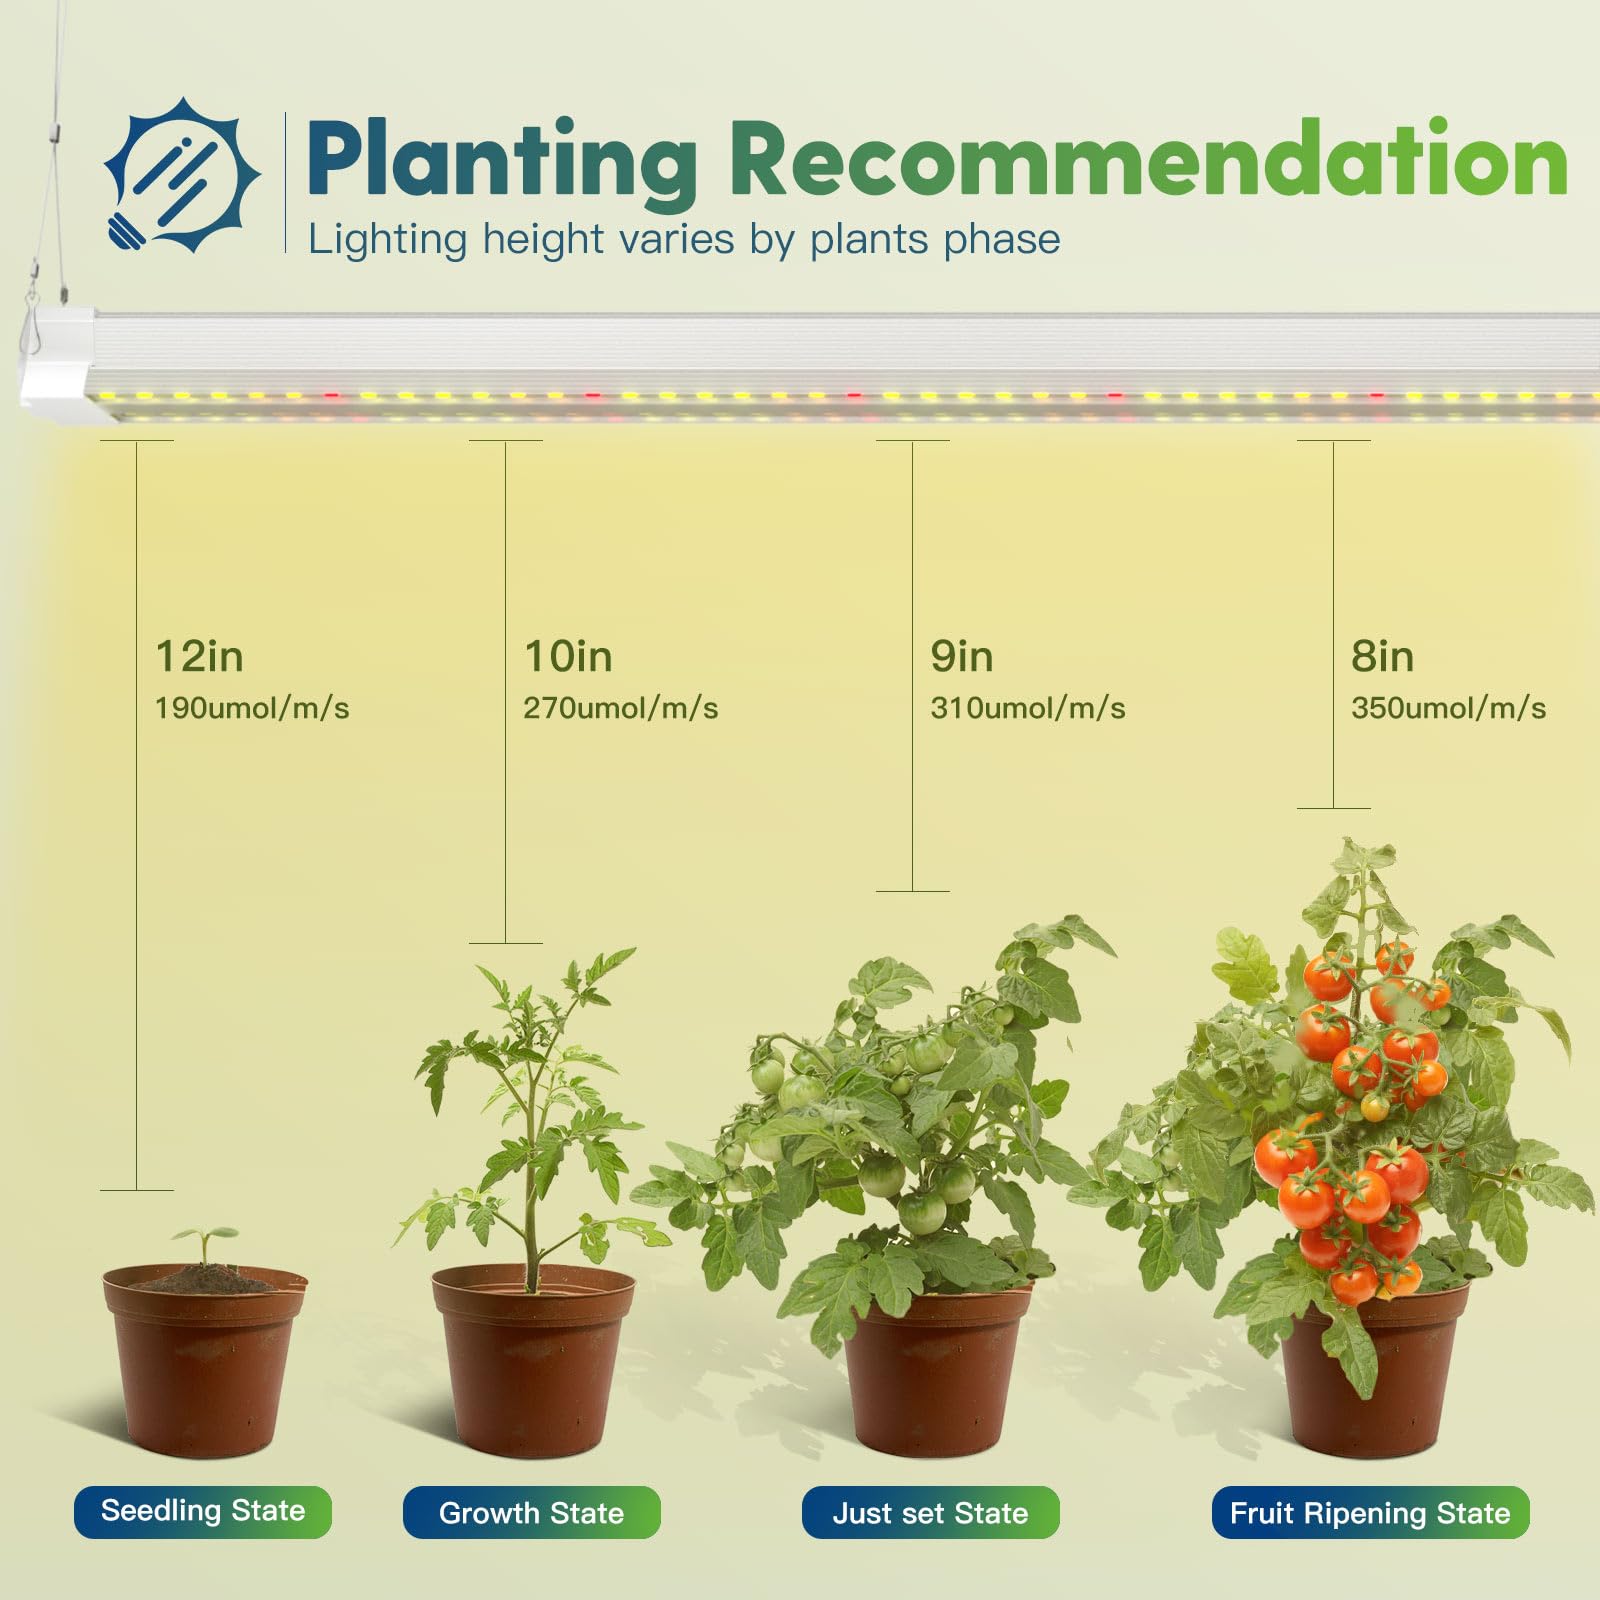 Planting Recommendation
Lighting height varies by plants phase
12in
190umol/m/s
10in
270umol/m/s
9in
310umol/m/s
8in
350umol/m/s
Seedling State
Growth State
Just set State
Fruit Ripening State